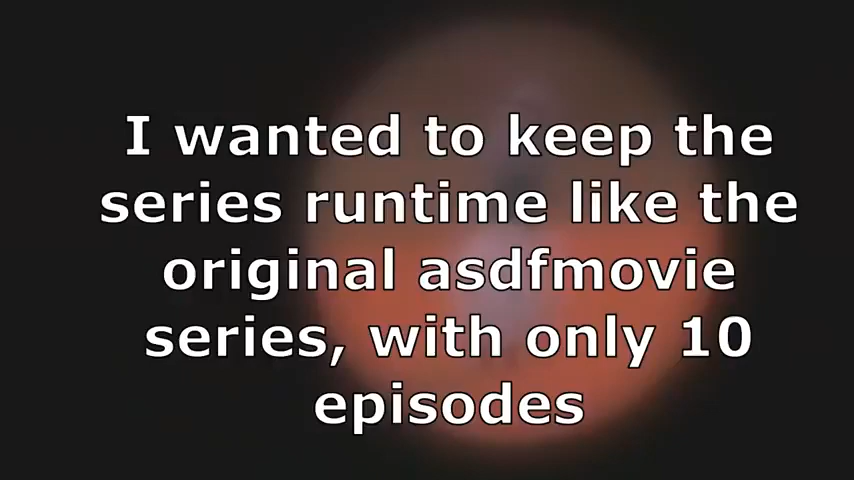 I wanted to keep the
series runtime like the
original asdfmovie
series, with only 10
episodes